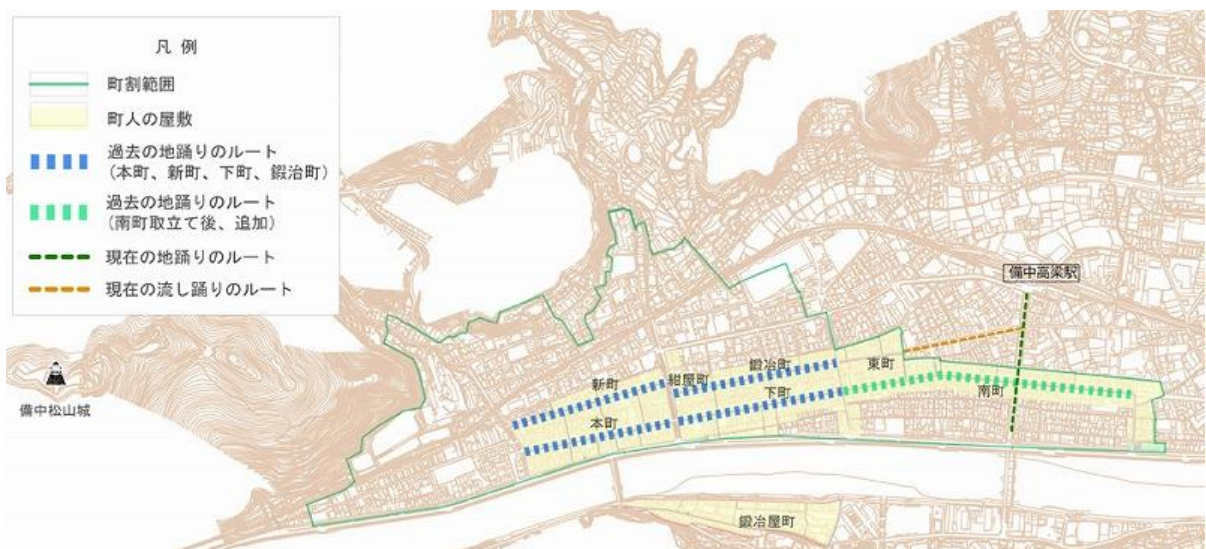 凡 例
町割範囲
町人の屋敷
過去の地踊りのルート
(本町、新町、下町、鍛冶町)
過去の地踊りのルート
(南町取立て後、追加)
現在の地踊りのルート
現在の流し踊りのルート
備中高梁駅
鍛冶町
東町
新町
紺屋町
下町
南町
備中松山城
本町
鍛冶屋町